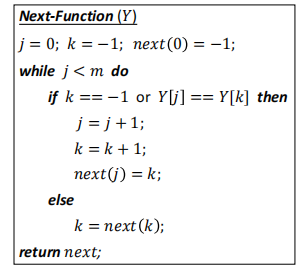 Next-Function (Y)
j = 0; k = −1; next(0) = −1;
while j < m do
if k == −1 or Y[j] == Y[k] then
j = j + 1;
k = k + 1;
next(j) = k;
else
k = next(k);
return next;